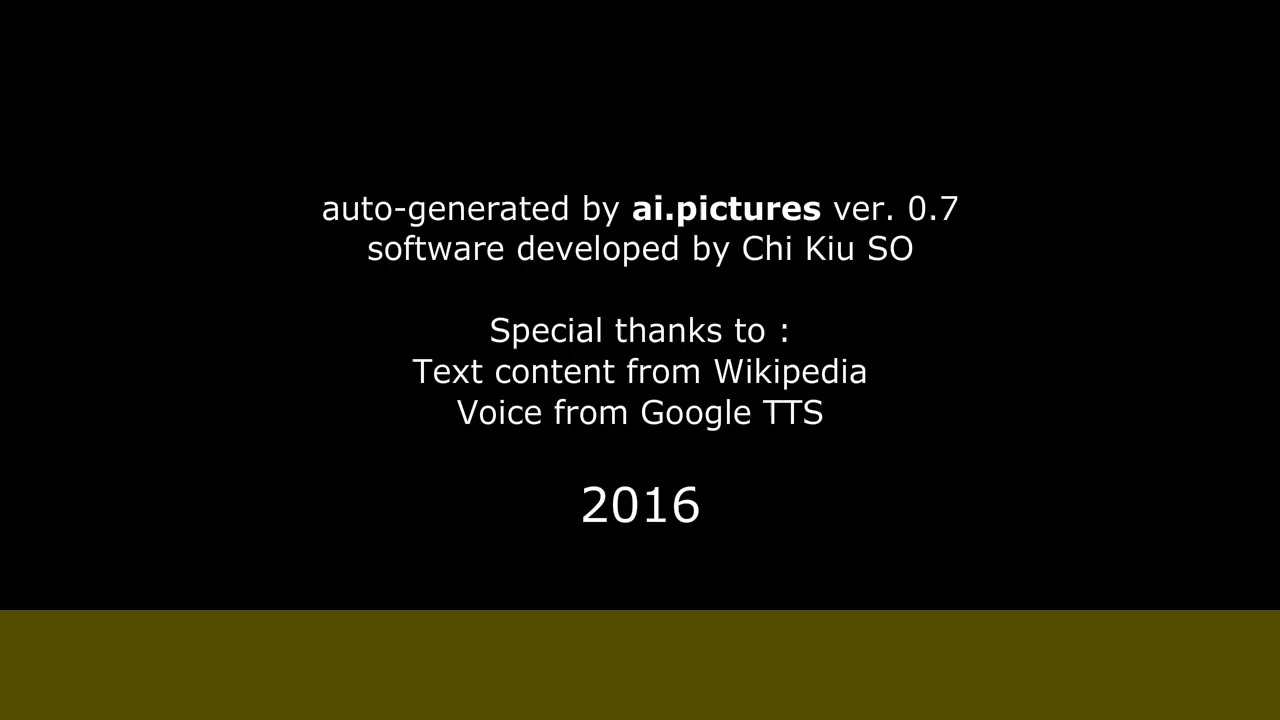 auto-generated by ai.pictures ver. 0.7
software developed by Chi Kiu SO
Special thanks to :
Text content from Wikipedia
Voice from Google TTS
2016